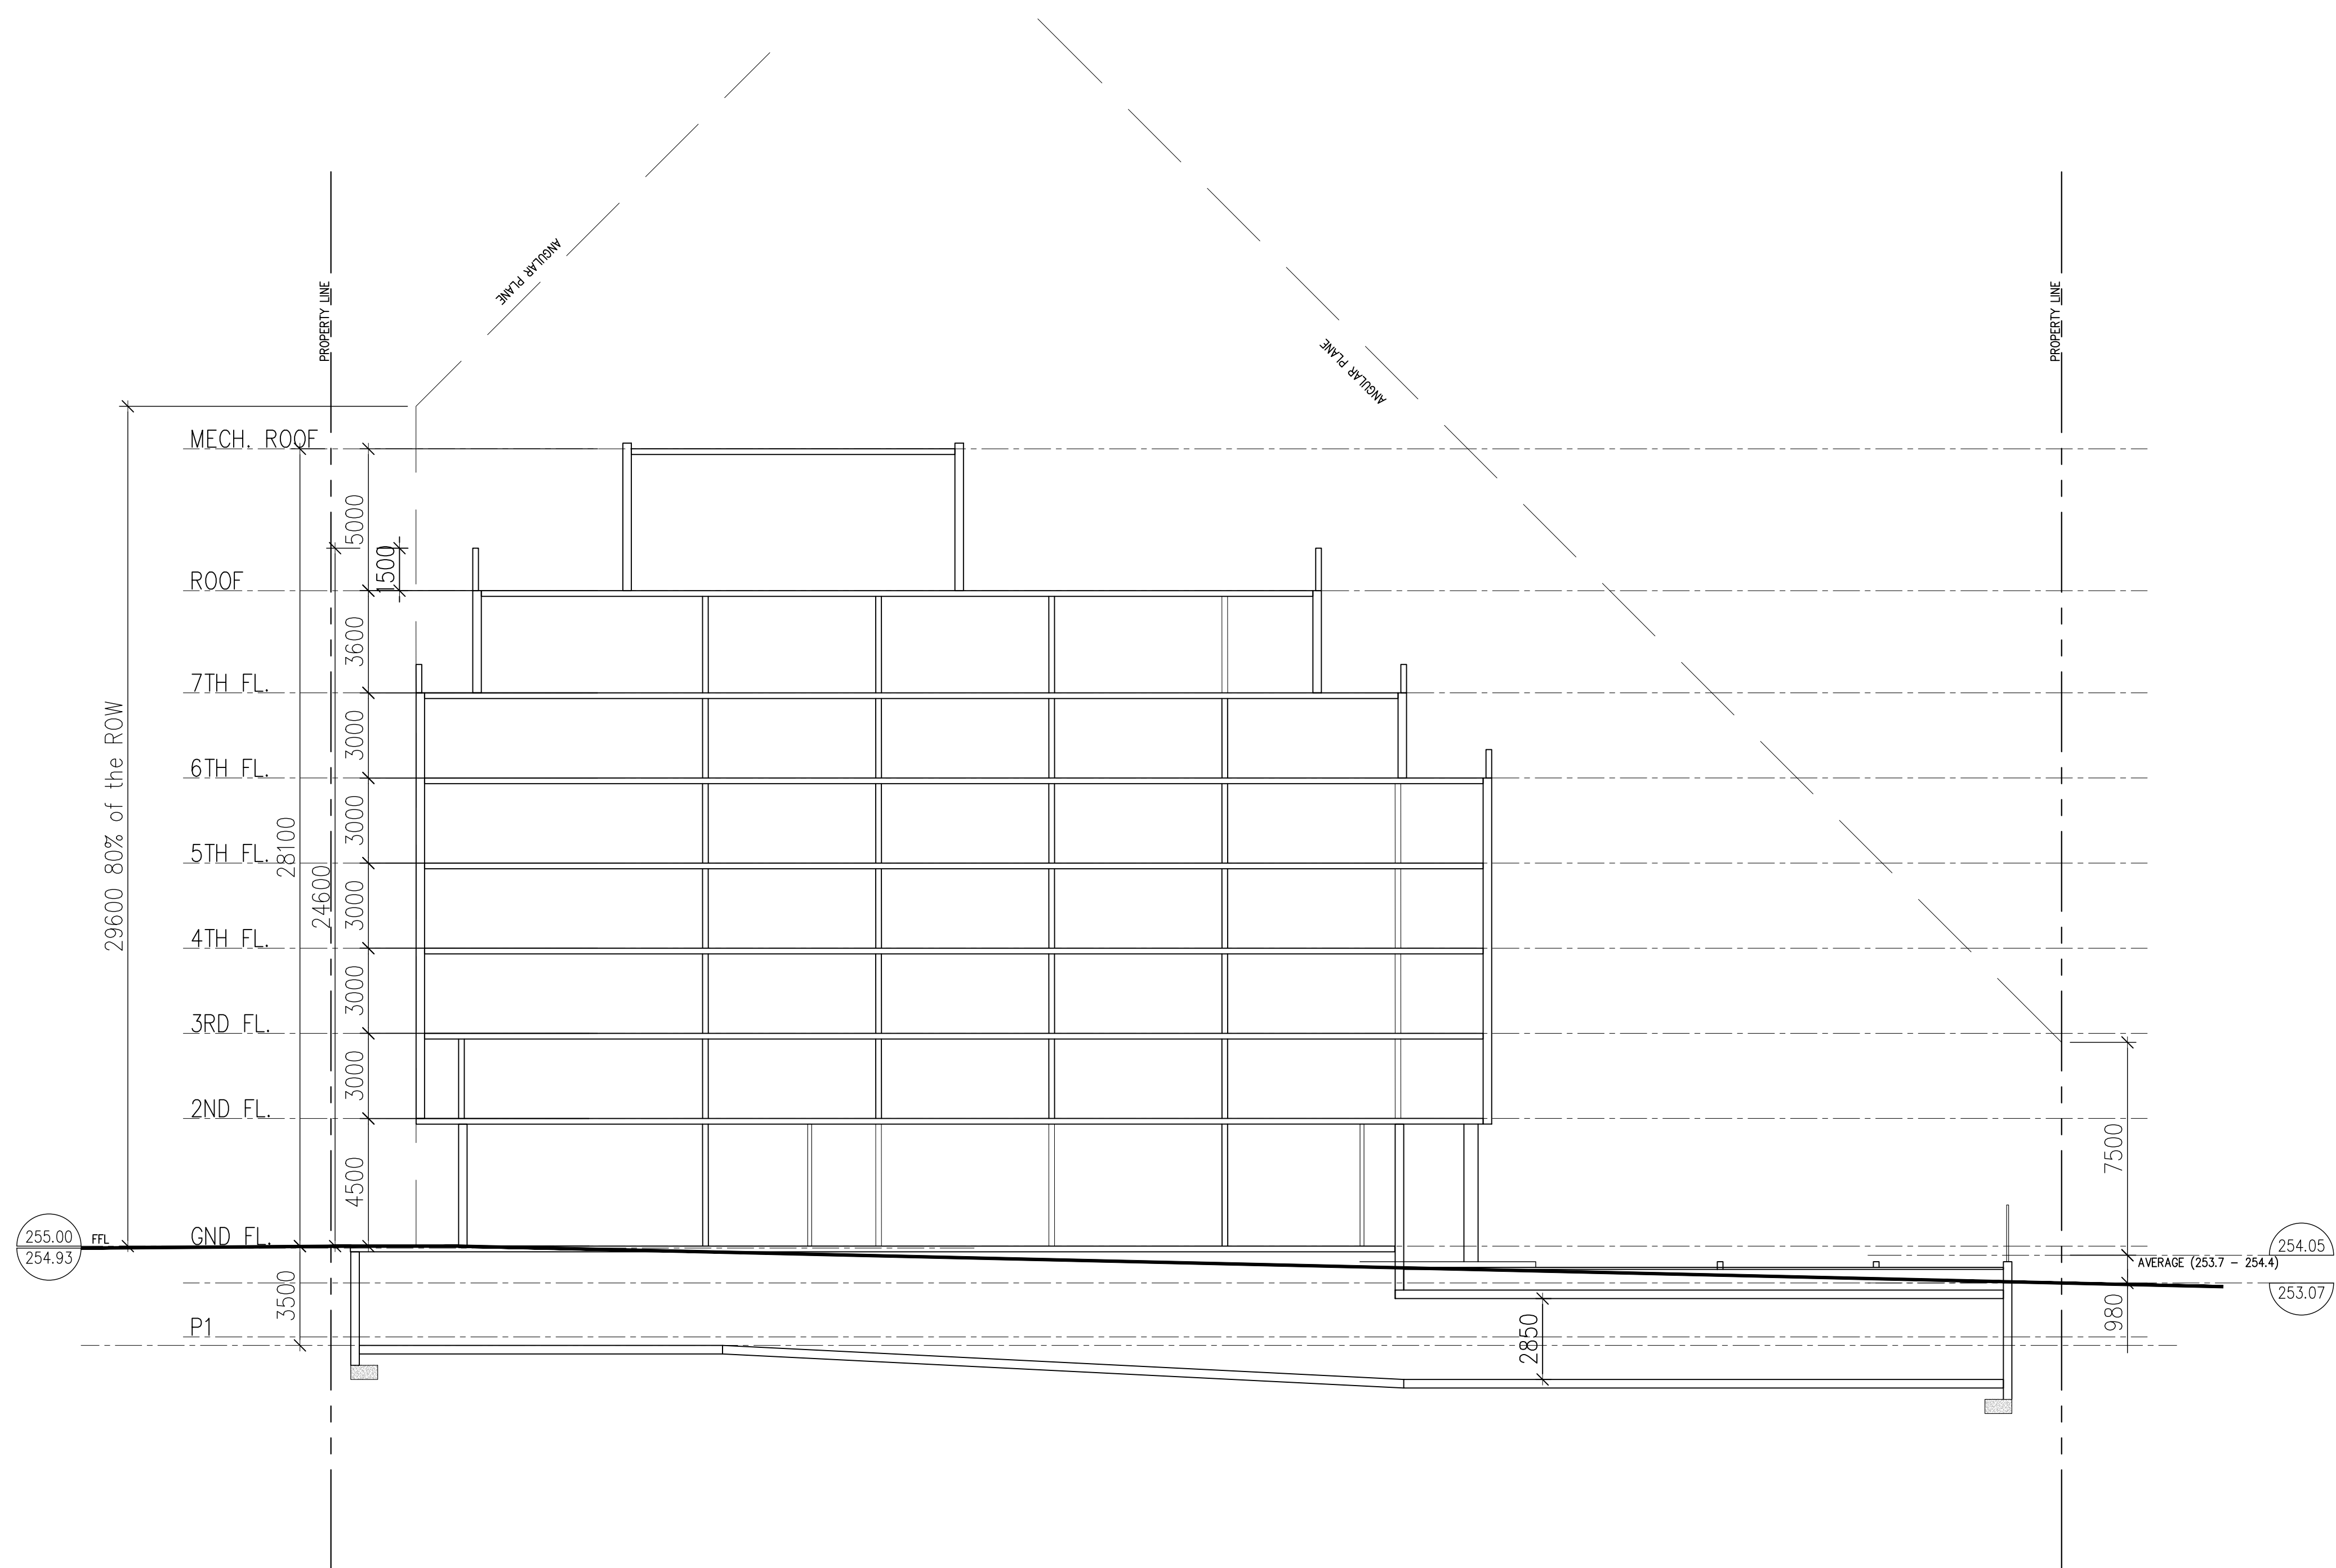 ANGULAR PLANE
ANGULAR PLANE
PROPERTY LINE
PROPERTY LINE
MECH. ROOF
5000
1500
ROOF
3600
7TH FL.
3000
6TH FL.
3000
5TH FL.
3000
4TH FL.
3000
3RD FL.
3000
2ND FL.
4500
GND FL.
29600 80% of the ROW
28100
24600
3500
P1
255.00
254.93
FFL
2850
7500
980
254.05
AVERAGE (253.7 - 254.4)
253.07